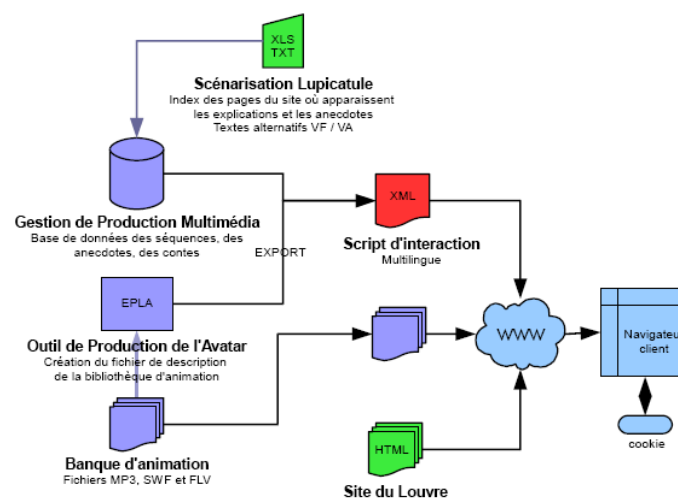 XLS
TXT
Scénarisation Lupicatule
Index des pages du site où apparaissent
les explications et les anecdotes
Textes alternatifs VF / VA
Gestion de Production Multimédia
Base de données des séquences, des
anecdotes, des contes
EXPORT
XML
Script d'interaction
Multilingue
EPLA
Outil de Production de l'Avatar
Création du fichier de description
de la bibliothèque d'animation
WWW
Navigateur
client
cookie
Banque d'animation
Fichiers MP3, SWF et FLV
HTML
Site du Louvre